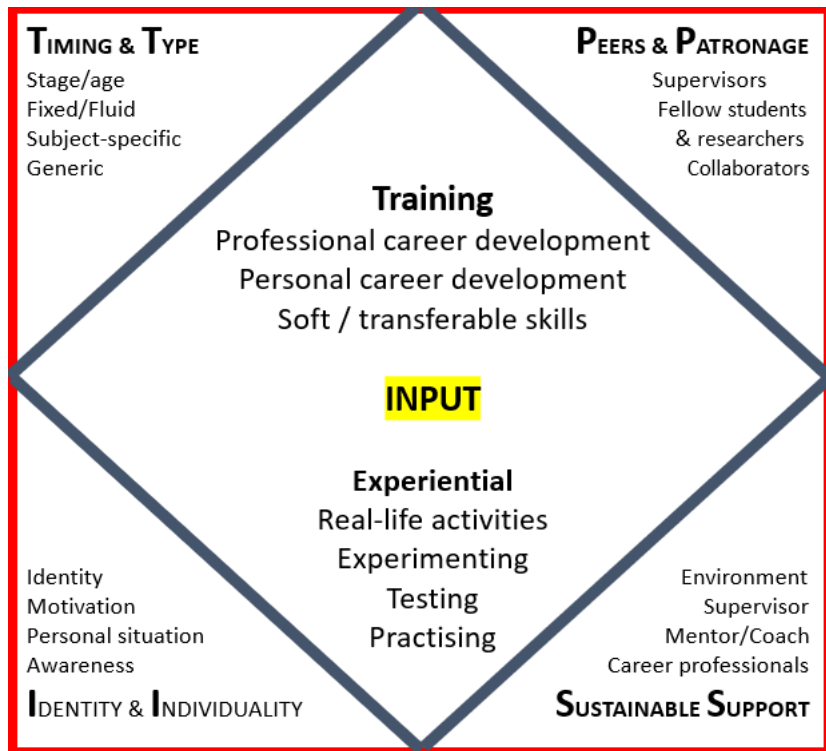 TIMING & TYPE
Stage/age
Fixed/Fluid
Subject-specific
Generic
PEERS & PATRONAGE
Supervisors
Fellow students
& researchers
Collaborators
Training
Professional career development
Personal career development
Soft / transferable skills
INPUT
Experiential
Real-life activities
Experimenting
Testing
Practising
Identity
Motivation
Personal situation
Awareness
IDENTITY & INDIVIDUALITY
Environment
Supervisor
Mentor/Coach
Career professionals
SUSTAINABLE SUPPORT